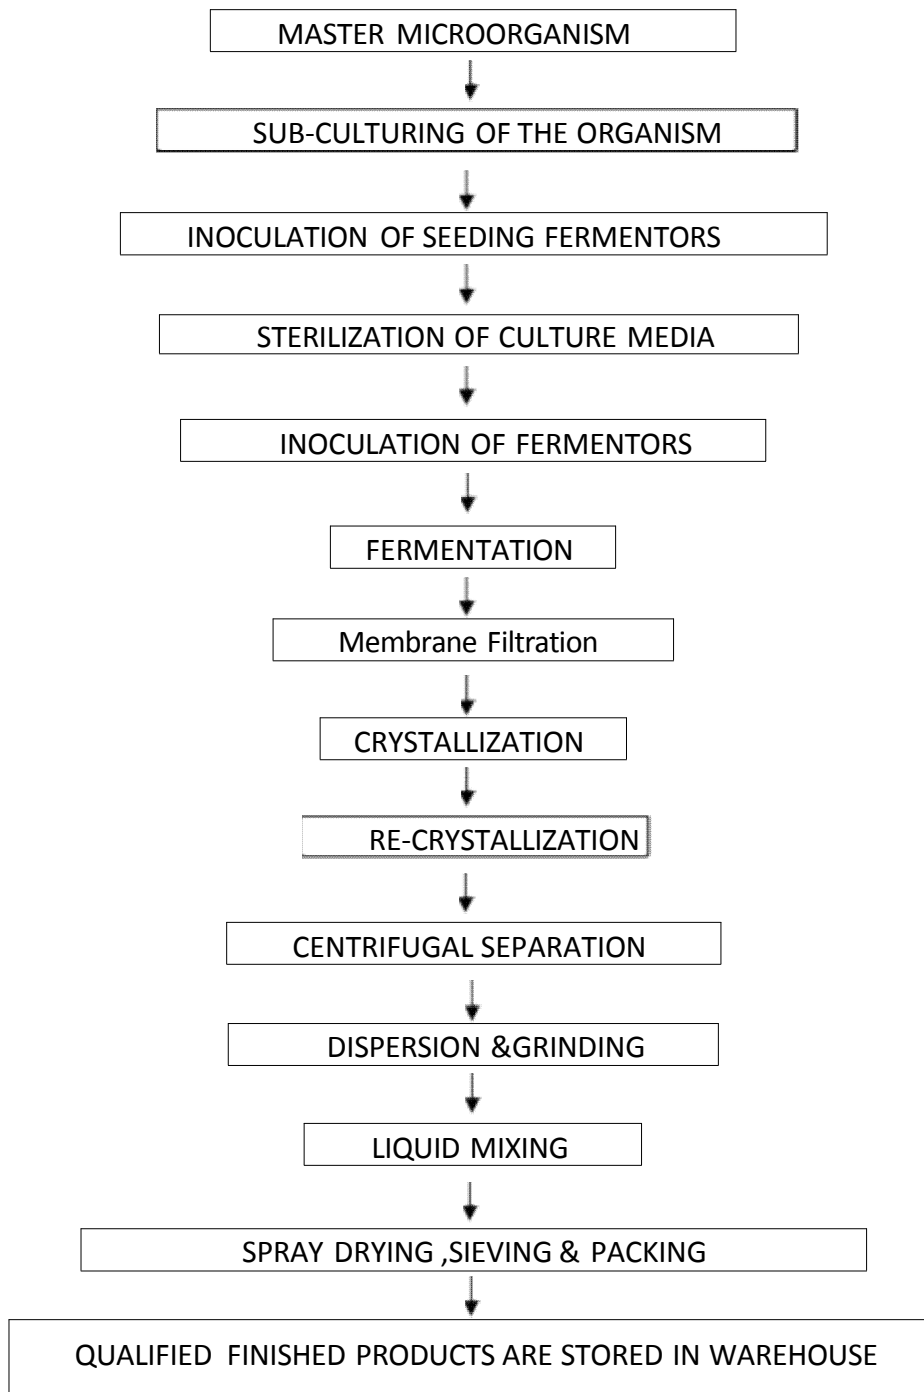 MASTER MICROORGANISM
SUB-CULTURING OF THE ORGANISM
INOCULATION OF SEEDING FERMENTORS
STERILIZATION OF CULTURE MEDIA
INOCULATION OF FERMENTORS
FERMENTATION
Membrane Filtration
CRYSTALLIZATION
RE-CRYSTALLIZATION
CENTRIFUGAL SEPARATION
DISPERSION &GRINDING
LIQUID MIXING
SPRAY DRYING ,SIEVING & PACKING
QUALIFIED FINISHED PRODUCTS ARE STORED IN WAREHOUSE